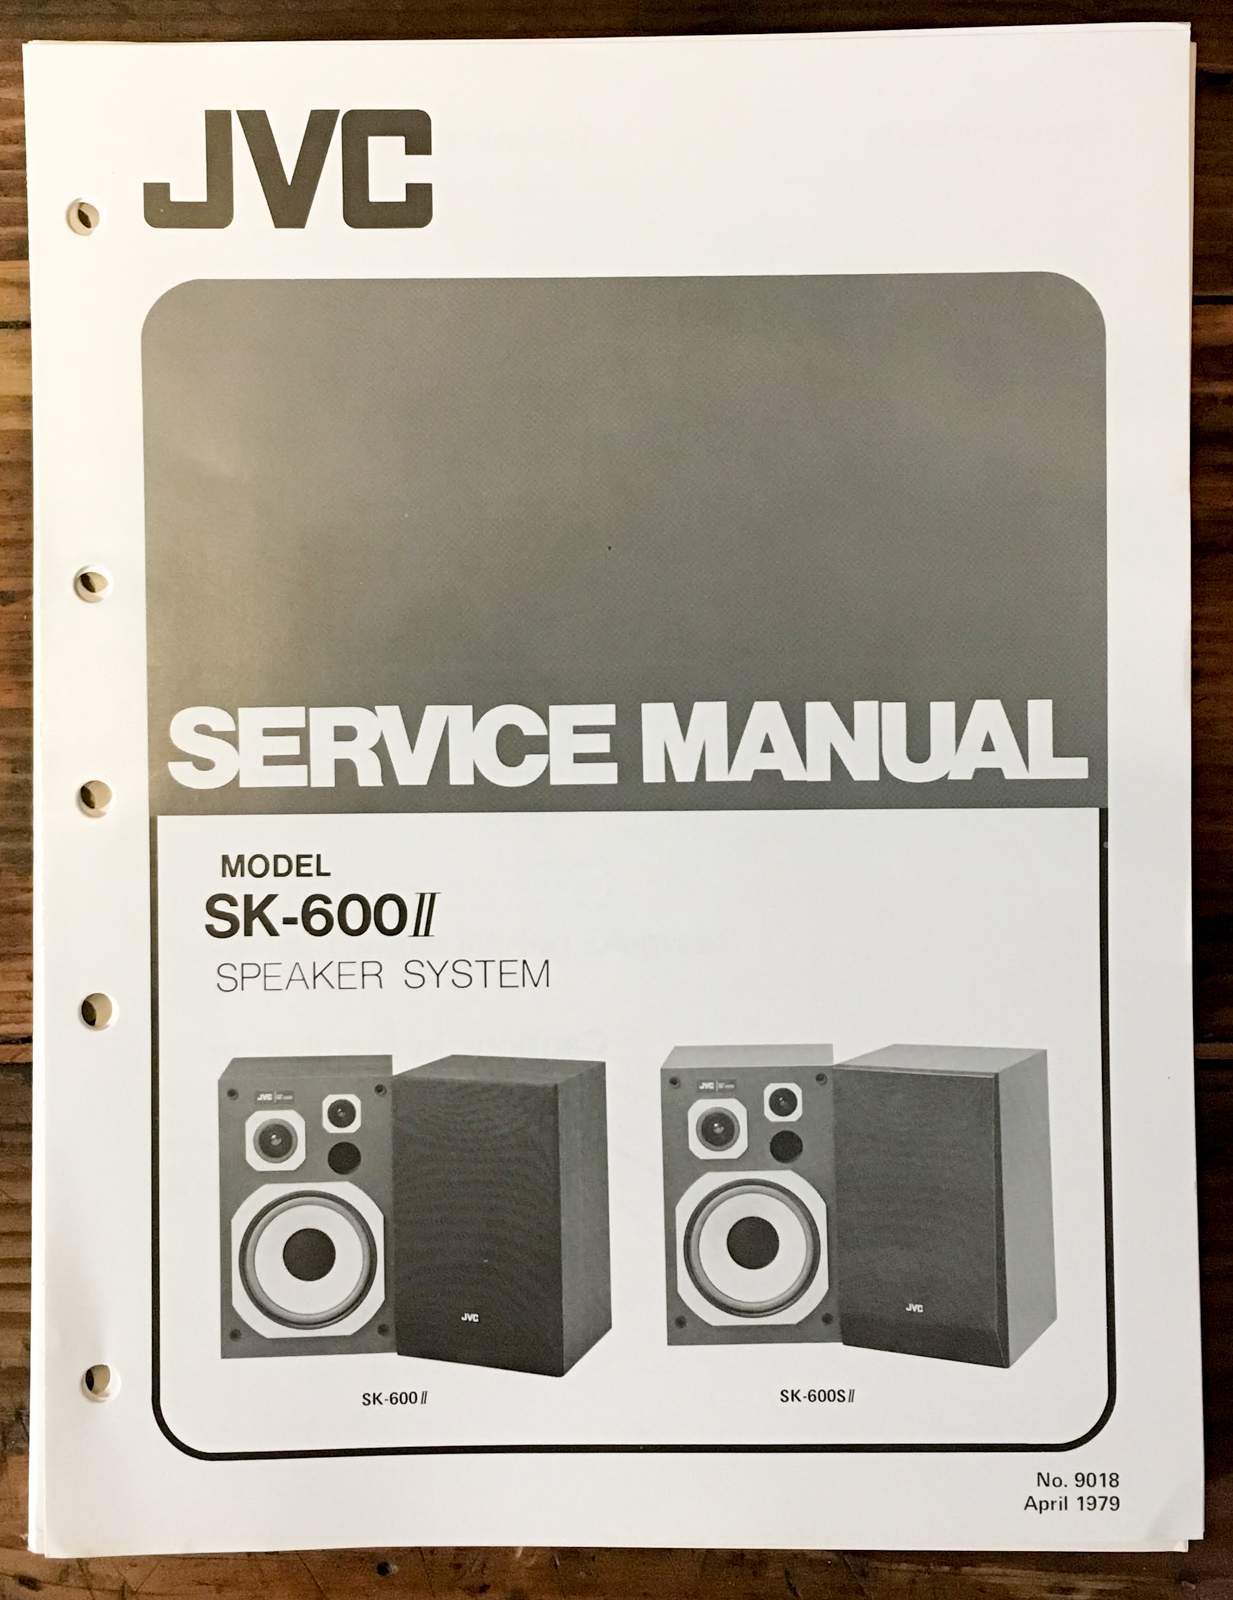 JVC
SERVICE MANUAL
MODEL
SK-600II
SPEAKER SYSTEM
JVC
JVC
JVC
JVC
SK-600II
SK-600SII
No. 9018
April 1979